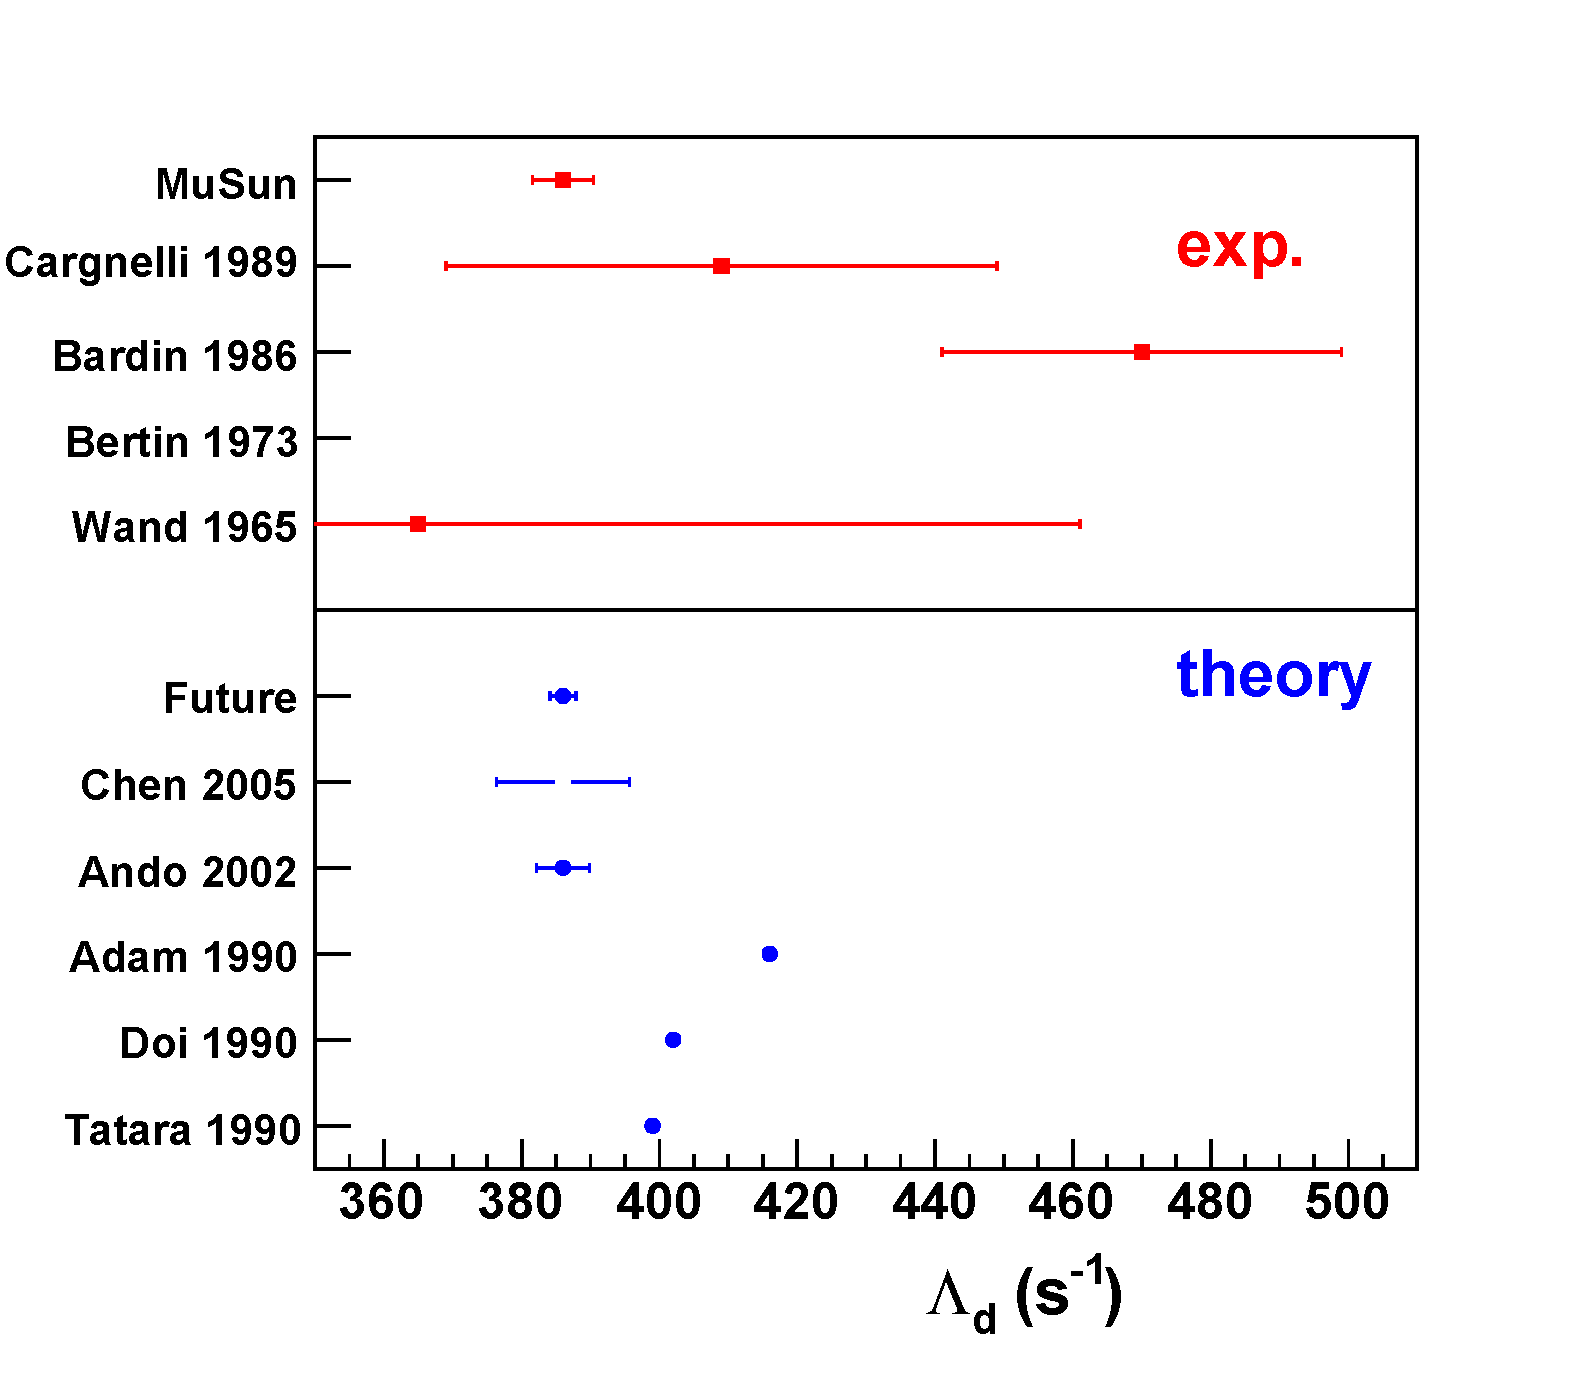 MuSun
Cargnelli 1989
exp.
Bardin 1986
Bertin 1973
Wand 1965
theory
Future
Chen 2005
Ando 2002
Adam 1990
Doi 1990
Tatara 1990
360 380 400 420 440 460 480 500
Λd (s-1)